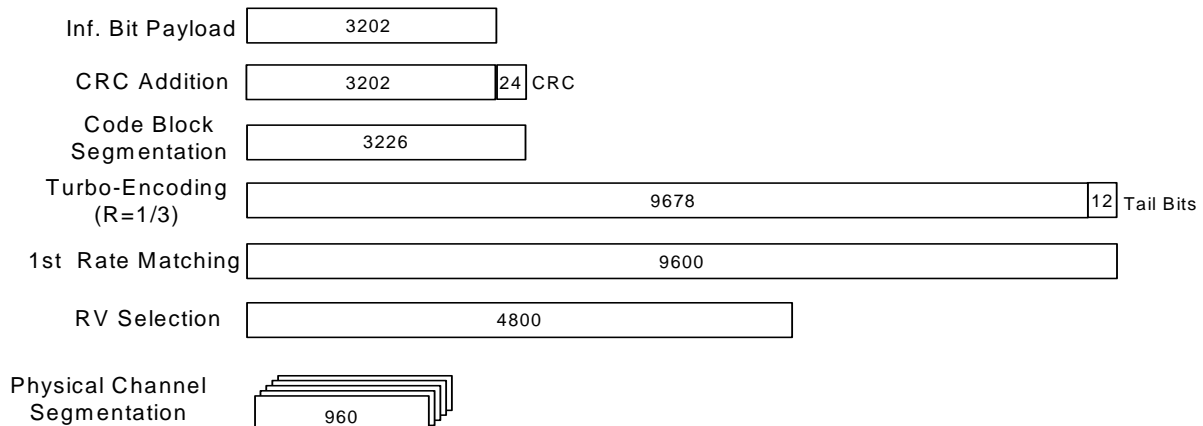 Inf. Bit Payload 3202
CRC Addition 3202 24 CRC
Code Block
Segmentation 3226
Turbo-Encoding
(R=1/3) 9678 12 Tail Bits
1st Rate Matching 9600
RV Selection 4800
Physical Channel
Segmentation 960